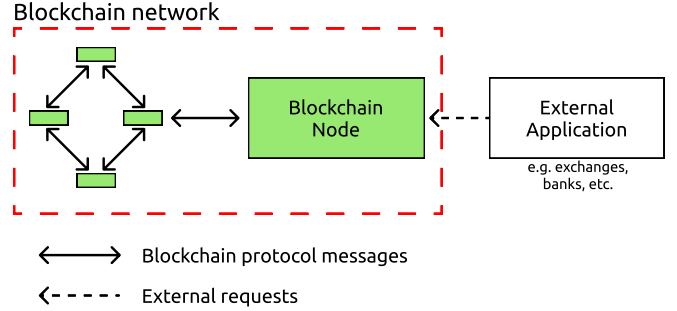 Blockchain network
Blockchain
Node
External
Application
e.g. exchanges,
banks, etc.
Blockchain protocol messages
External requests